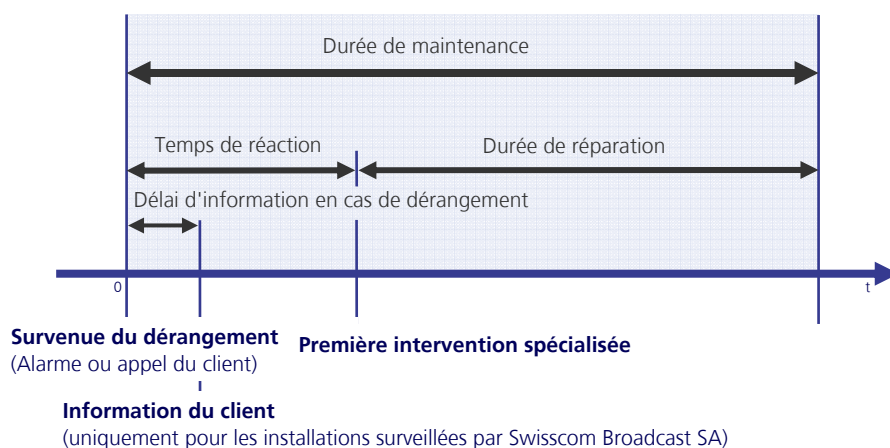 Durée de maintenance
Temps de réaction
Durée de réparation
Délai d'information en cas de dérangement
0
t
Survenue du dérangement
(Alarme ou appel du client)
Première intervention spécialisée
Information du client
(uniquement pour les installations surveillées par Swisscom Broadcast SA)